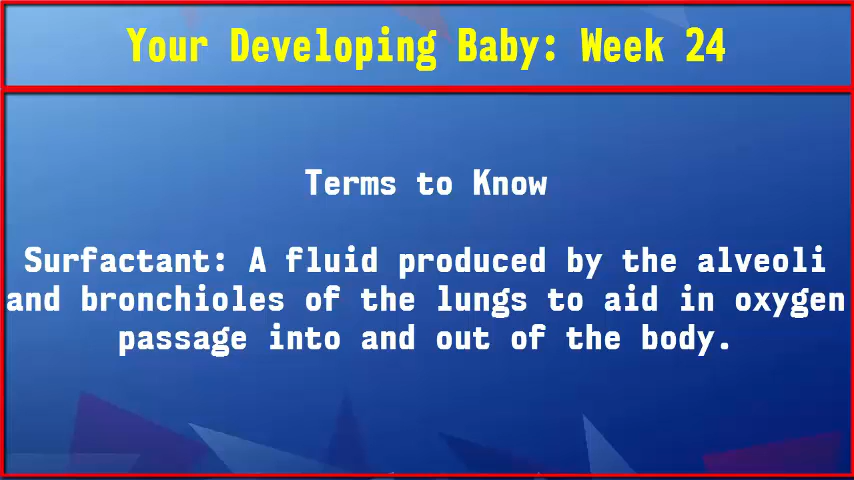 Your Developing Baby: Week 24
Terms to Know
Surfactant: A fluid produced by the alveoli
and bronchioles of the lungs to aid in oxygen
passage into and out of the body.